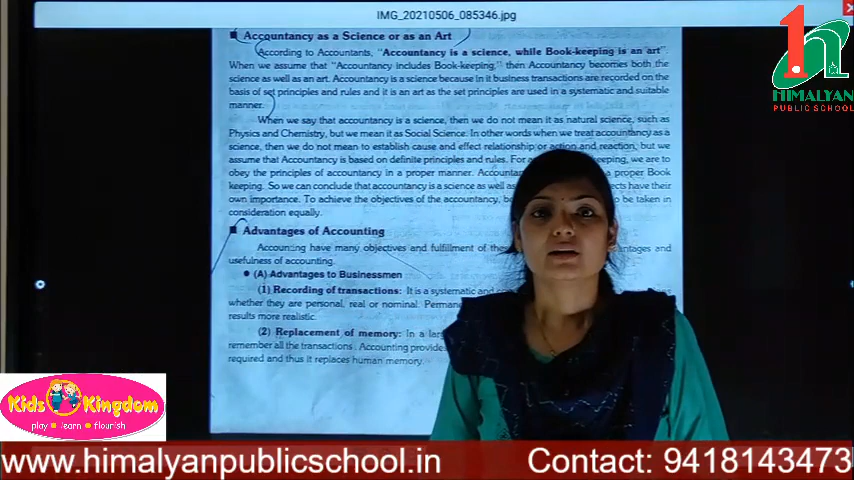 IMG_20210506_085346.jpg
Accountancy as a Science or as an Art
According to Accountants, "Accountancy is a science, while Book-keeping is an art".
When we assume that "Accountancy includes Book-keeping," then Accountancy becomes both the
science as well as an art. Accountancy is a science because In it business transactions are recorded on the
basis of set principles and rules and it is an art as the set principles are used in a systematic and suitable
manner.
When we say that accountancy is a science, then we do not mean it as natural science, such as
Physics and Chemistry, but we mean it as Social Science. In other words when we treat accountancy as a
science, then we do not mean to establish cause and effect relationship or action and reaction, but we
assume that Accountancy is based on definite principles and rules. For keeping, we are to
obey the principles of accountancy in a proper manner. a proper Book
keeping. So we can conclude that accountancy is a science as well as have their
own importance. To achieve the objectives of the accountancy, to be taken in
consideration equally.
Advantages of Accounting
Accounting have many objectives and fulfillment of and
usefulness of accounting.
(A) Advantages to Businessmen
(1) Recording of transactions: It is a systematic and
whether they are personal, real or nominal.
results more realistic.
(2) Replacement of memory: In a
remember all the transactions. Accounting
required and thus it replaces human memory.
1
HIMALYAN
PUBLIC SCHOOL
Kids Kingdom
play learn flourish
www.himalyanpublicschool.in Contact: 9418143473